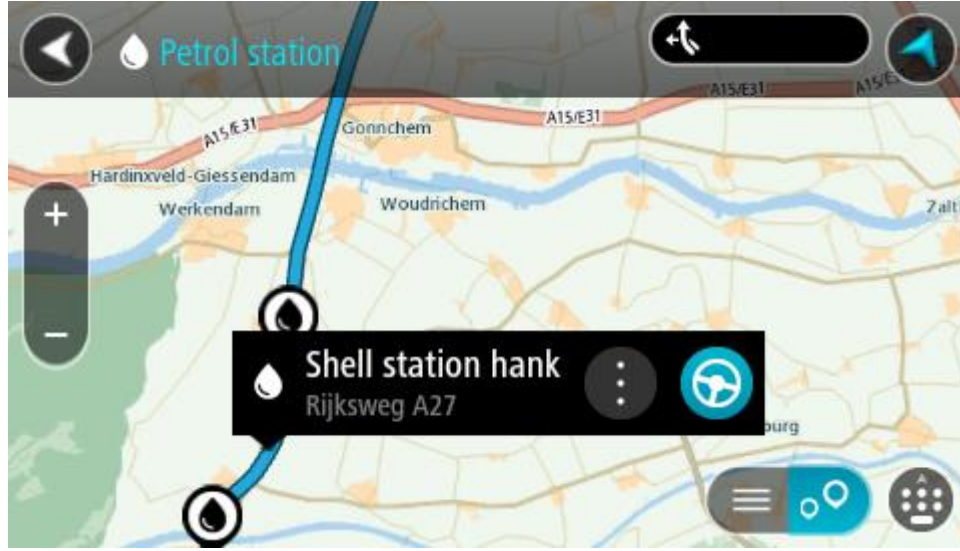 Petrol station
A15/E31
A15/E31
A15/E31
Gonnchem
A15/E31
Hardinxveld-Giessendam
Werkendam
Woudrichem
Zalt
Shell station hank
Rijksweg A27
burg